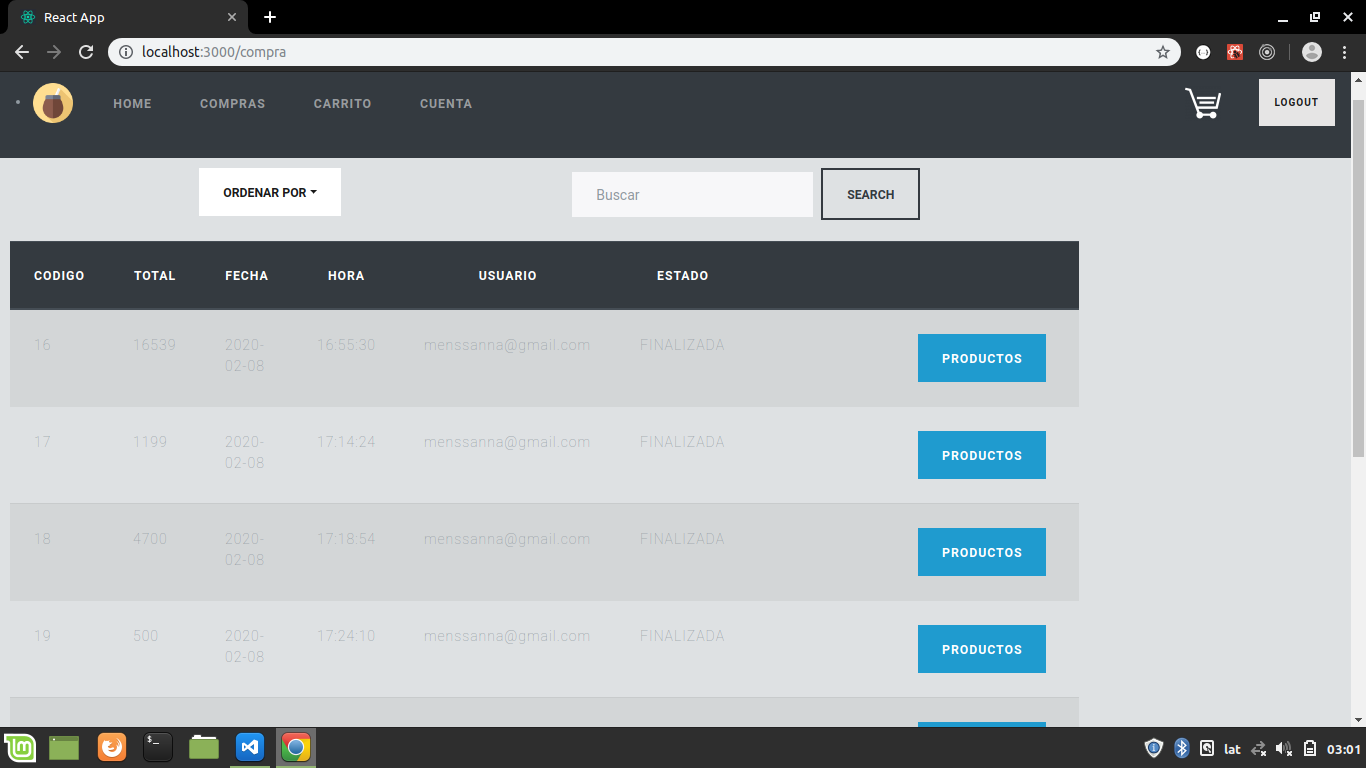 React App
localhost:3000/compra
HOME COMPRAS CARRITO CUENTA LOGOUT
ORDENAR POR Buscar SEARCH
CODIGO TOTAL FECHA HORA USUARIO ESTADO
16 16539 2020-02-08 16:55:30 menssanna@gmail.com FINALIZADA PRODUCTOS
17 1199 2020-02-08 17:14:24 menssanna@gmail.com FINALIZADA PRODUCTOS
18 4700 2020-02-08 17:18:54 menssanna@gmail.com FINALIZADA PRODUCTOS
19 500 2020-02-08 17:24:10 menssanna@gmail.com FINALIZADA PRODUCTOS
lat 03:01